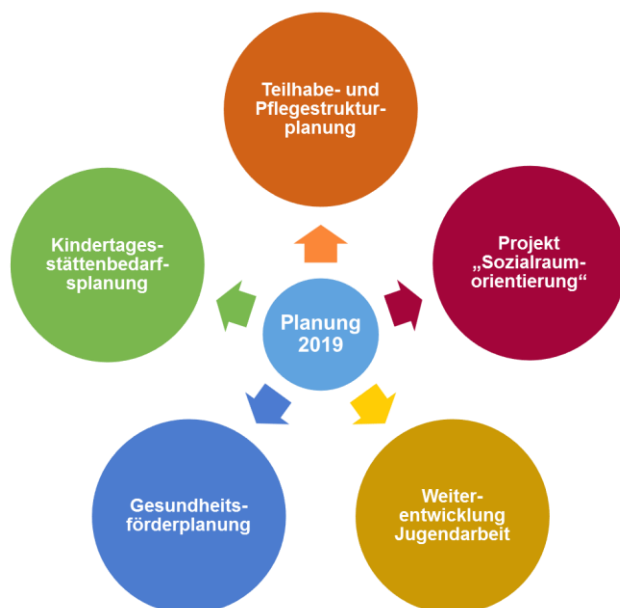 Teilhabe- und
Pflegestruktur-
planung
Kindertages-
stättenbedarf-
splanung
Projekt
„Sozialraum-
orientierung“
Planung
2019
Gesundheits-
förderplanung
Weiter-
entwicklung
Jugendarbeit